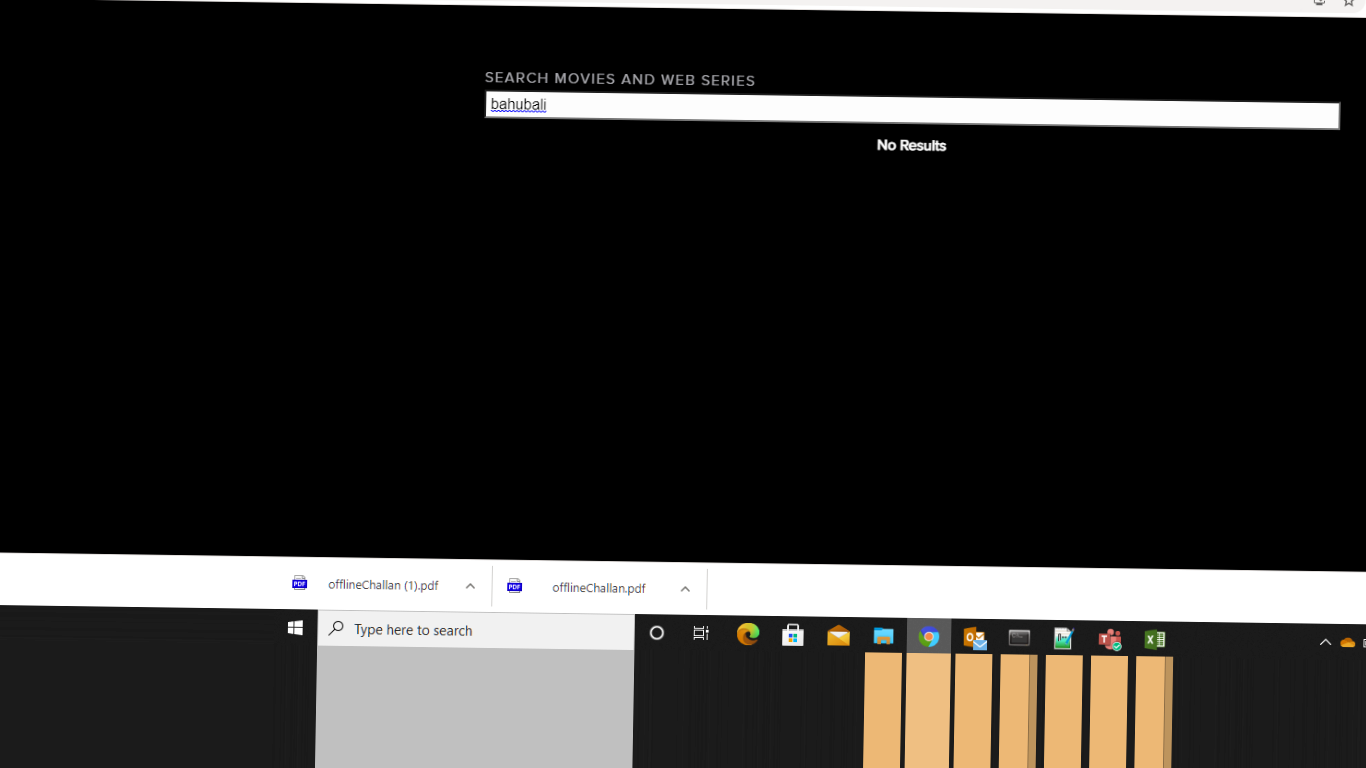 SEARCH MOVIES AND WEB SERIES
bahubali
No Results
offlineChallan (1).pdf
offlineChallan.pdf
Type here to search